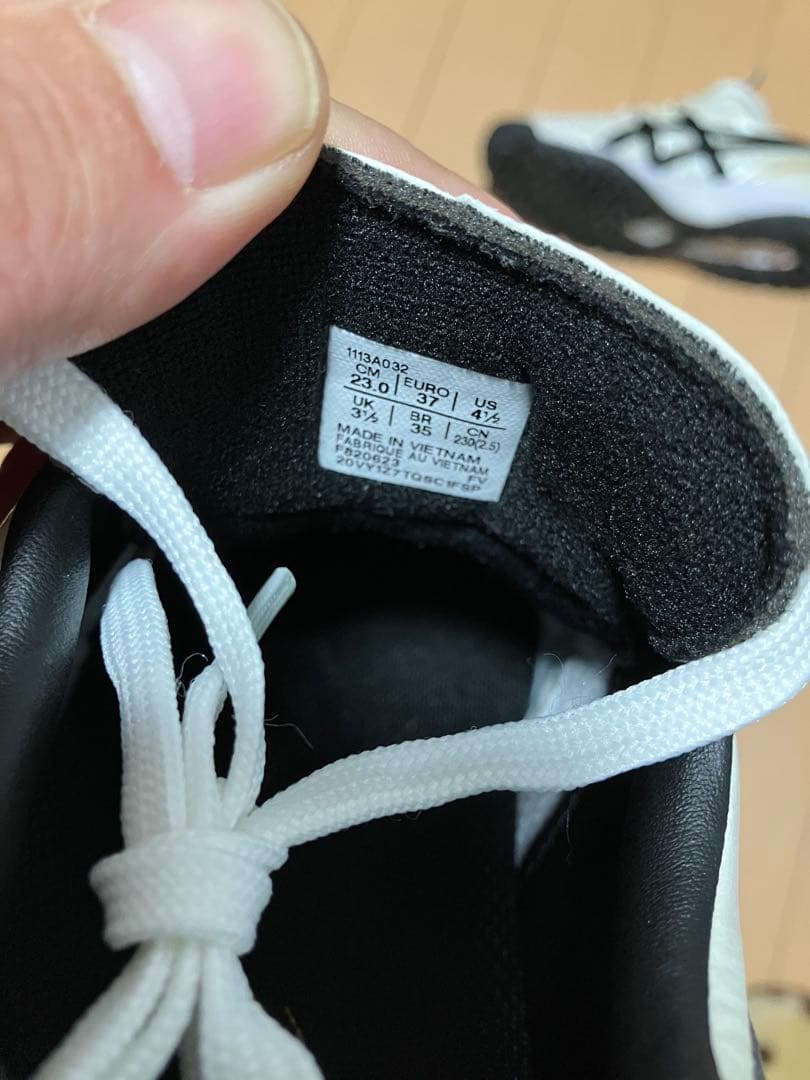 1113A032
CM 23.0 | EURO 37 | US 4½
UK 3½ | BR 35 | CN 230(2.5)
MADE IN VIETNAM
FABRIQUE AU VIETNAM
F820623 FV